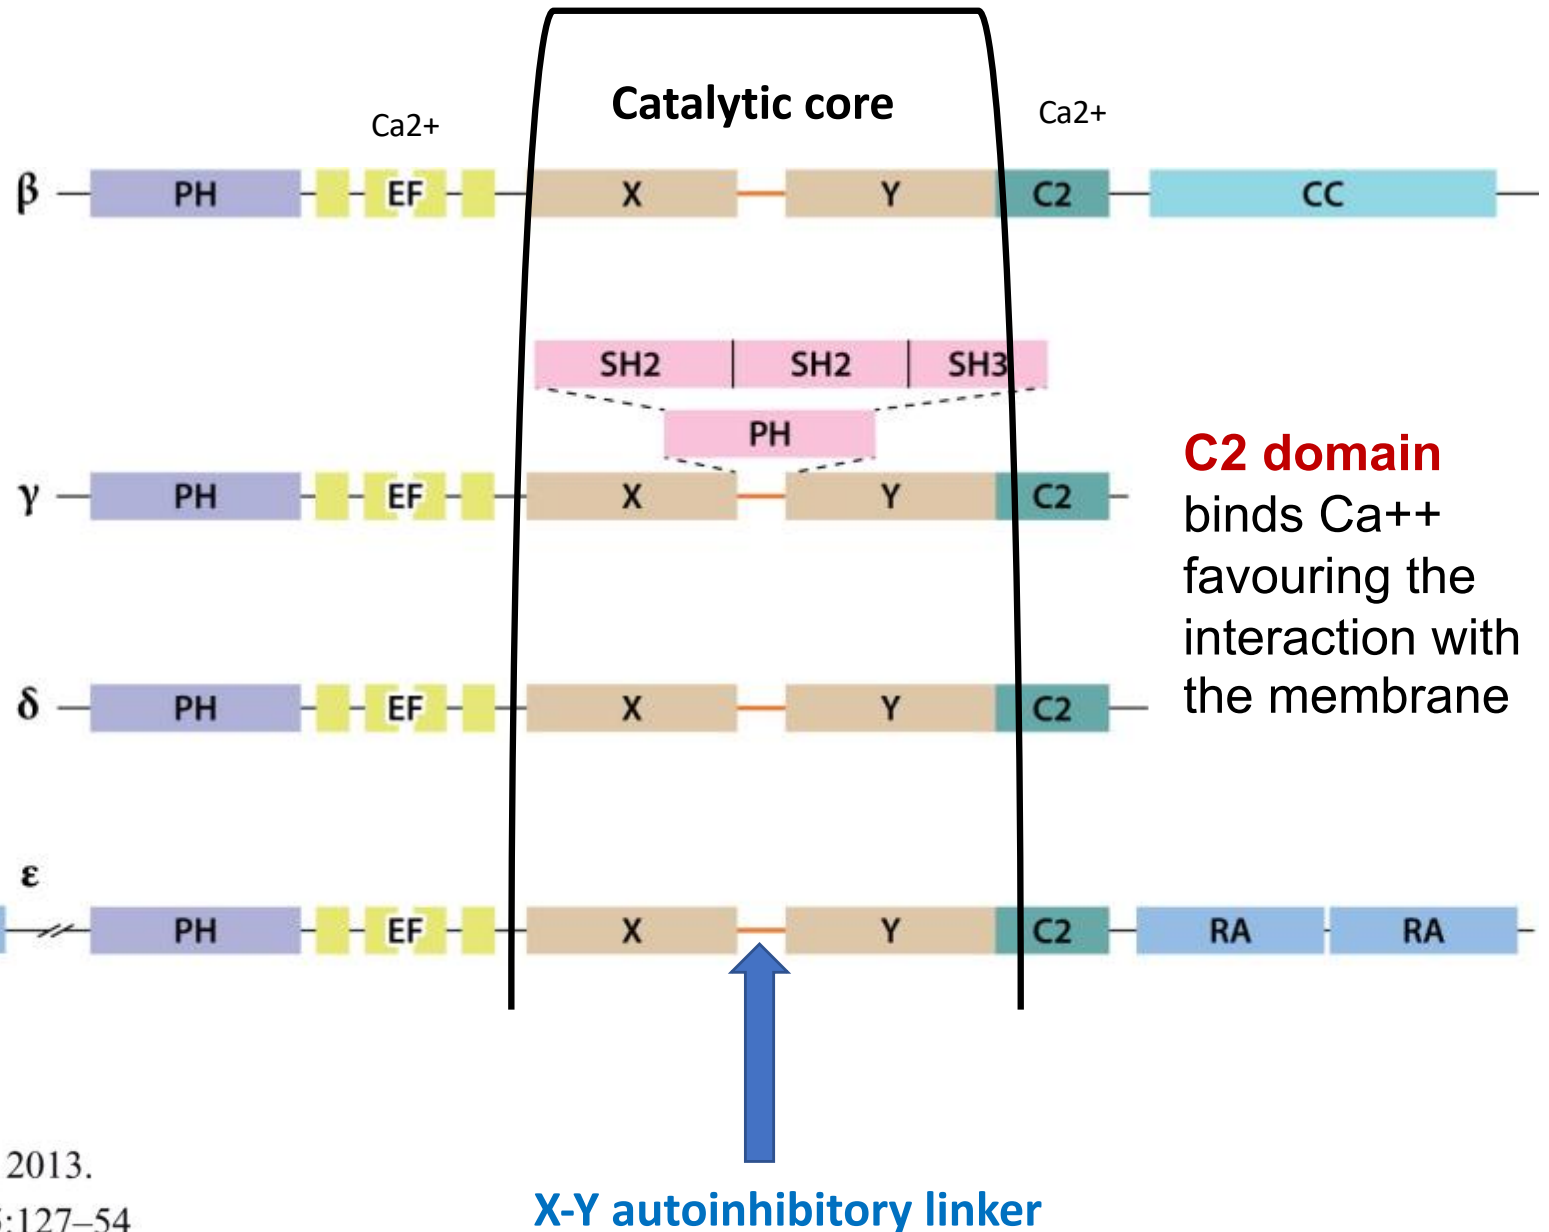 Catalytic core
Ca2+
Ca2+
β PH EF X Y C2 CC
SH2 SH2 SH3
PH
γ PH EF X Y C2
C2 domain
binds Ca++
favouring the
interaction with
the membrane
δ PH EF X Y C2
ε
PH EF X Y C2 RA RA
2013.
:127–54
X-Y autoinhibitory linker